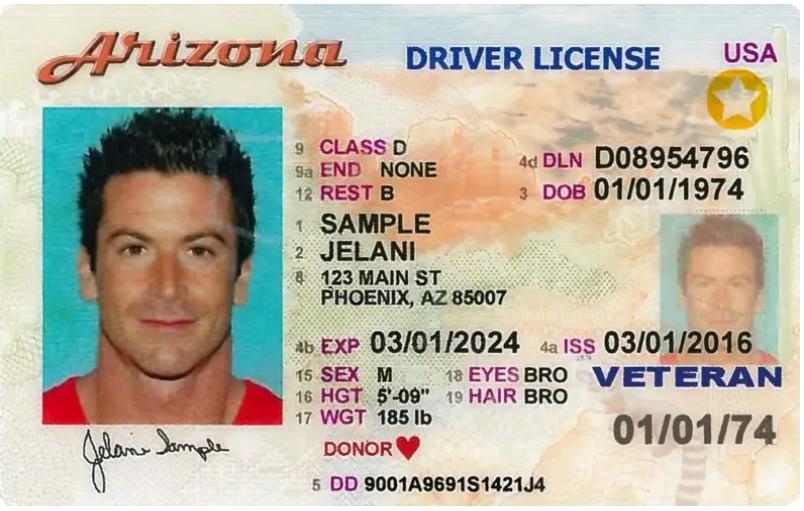 Arizona DRIVER LICENSE USA
9 CLASS D
9a END NONE
12 REST B
4d DLN D08954796
3 DOB 01/01/1974
1 SAMPLE
2 JELANI
8 123 MAIN ST
PHOENIX, AZ 85007
4b EXP 03/01/2024 4a ISS 03/01/2016
15 SEX M 18 EYES BRO
16 HGT 5'-09" 19 HAIR BRO
17 WGT 185 lb
VETERAN
01/01/74
DONOR
Jelani Sample
5 DD 9001A9691S1421J4